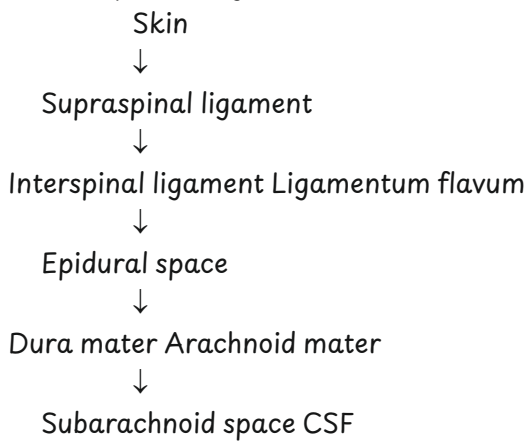 Skin
↓
Supraspinal ligament
↓
Interspinal ligament Ligamentum flavum
↓
Epidural space
↓
Dura mater Arachnoid mater
↓
Subarachnoid space CSF